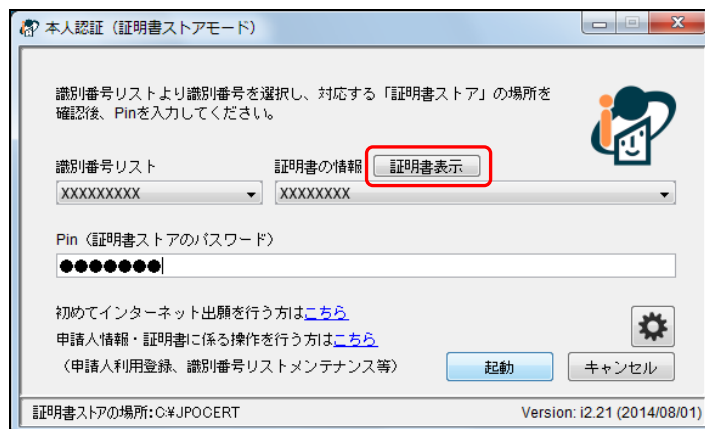 本人認証（証明書ストアモード）
識別番号リストより識別番号を選択し、対応する「証明書ストア」の場所を
確認後、Pinを入力してください。
識別番号リスト 証明書の情報 証明書表示
XXXXXXXXX XXXXXXXX
Pin（証明書ストアのパスワード）
●●●●●●●
初めてインターネット出願を行う方はこちら
申請人情報・証明書に係る操作を行う方はこちら
（申請人利用登録、識別番号リストメンテナンス等） 起動 キャンセル
証明書ストアの場所:C:¥JPOCERT Version: i2.21 (2014/08/01)